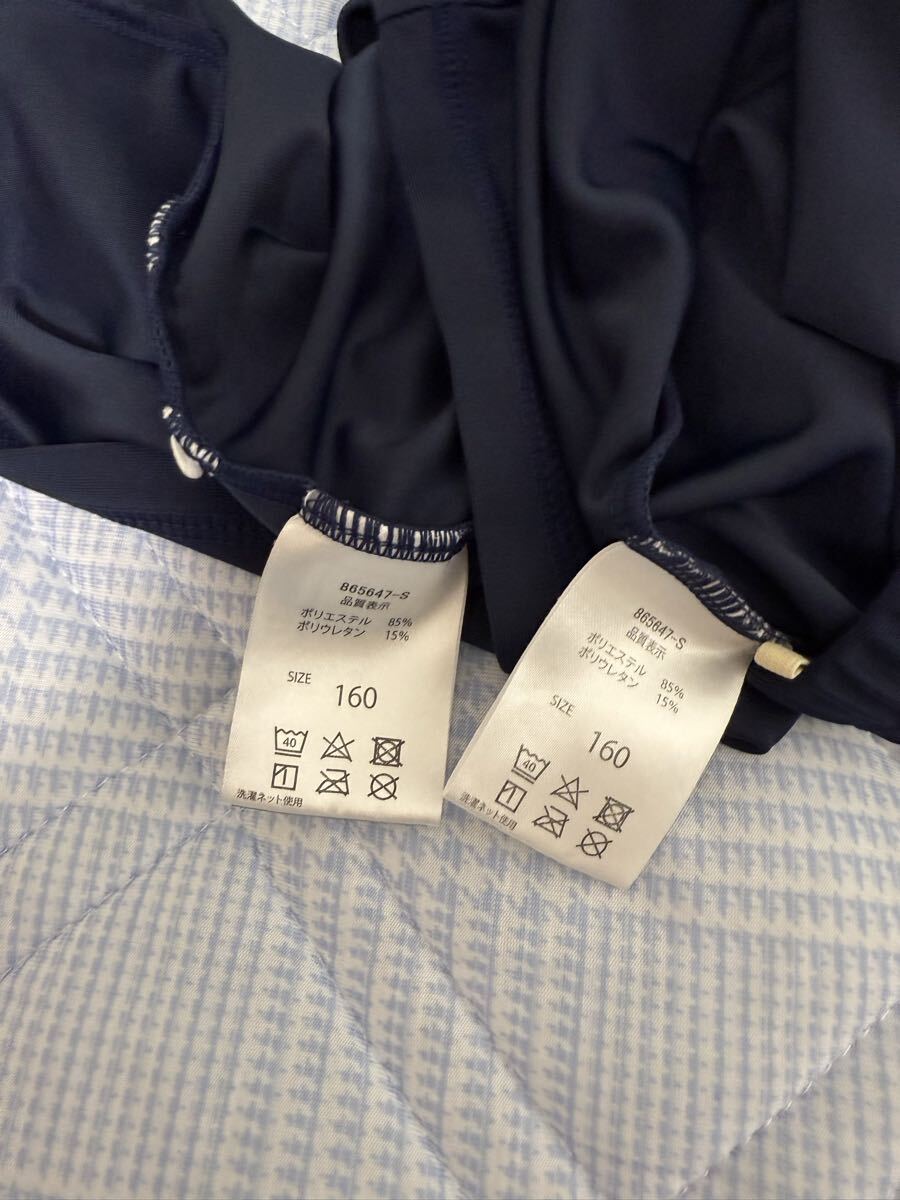 865647-S
品質表示
ポリエステル 85%
ポリウレタン 15%
SIZE
160
40
洗濯ネット使用
865647-S
品質表示
ポリエステル 85%
ポリウレタン 15%
SIZE
160
40
洗濯ネット使用